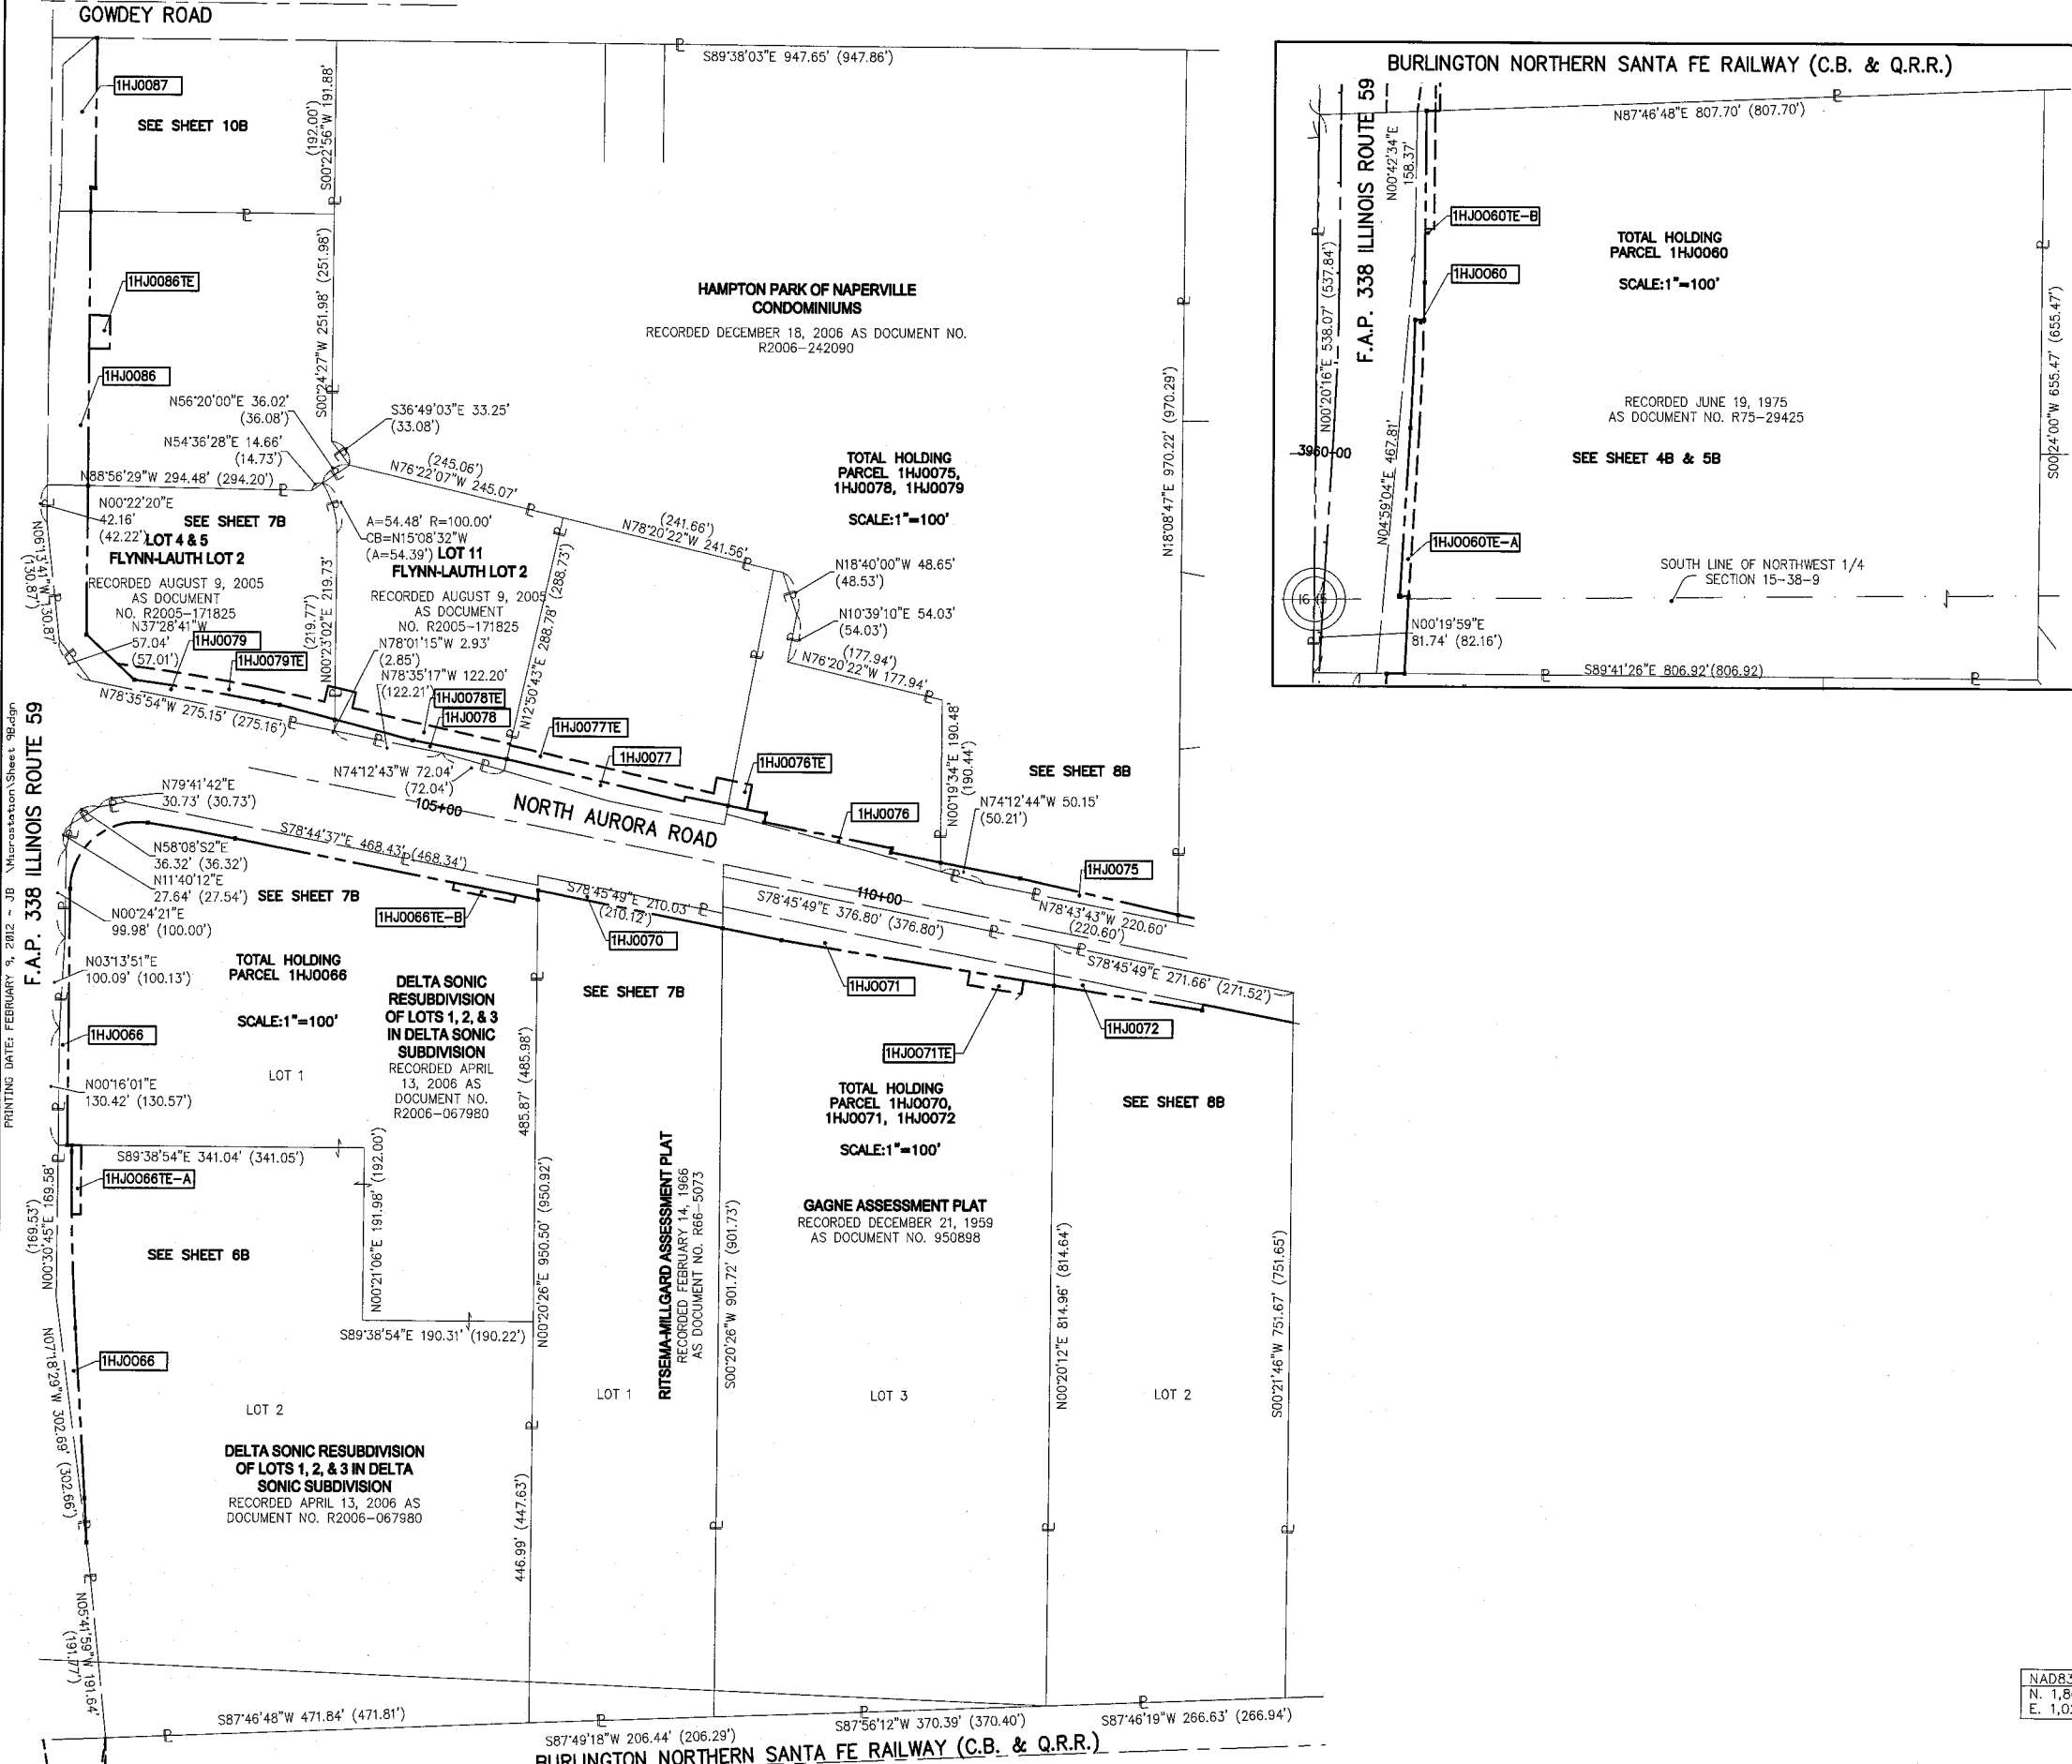 GOWDEY ROAD
S89°38'03"E 947.65' (947.86')
1HJ0087
SEE SHEET 10B
(192.00')
S00°22'56"W 191.88'
1HJ0086TE
S00°24'27"W 251.98' (251.98')
HAMPTON PARK OF NAPERVILLE
CONDOMINIUMS
RECORDED DECEMBER 18, 2006 AS DOCUMENT NO.
R2006-242090
1HJ0086
N56°20'00"E 36.02'
(36.08')
S36°49'03"E 33.25'
(33.08')
N54°36'28"E 14.66'
(14.73')
N88°56'29"W 294.48' (294.20')
(245.06')
N76°22'07"W 245.07'
TOTAL HOLDING
PARCEL 1HJ0075,
1HJ0078, 1HJ0079
SCALE:1"=100'
N18°08'47"E 970.22' (970.29')
N00°22'20"E
42.16'
(42.22')
SEE SHEET 7B
LOT 4 & 5
FLYNN-LAUTH LOT 2
RECORDED AUGUST 9, 2005
AS DOCUMENT
NO. R2005-171825
N06°13'41"W 130.87'
(130.87')
A=54.48' R=100.00'
CB=N15°08'32"W
(A=54.39')
LOT 11
FLYNN-LAUTH LOT 2
RECORDED AUGUST 9, 2005
AS DOCUMENT
NO. R2005-171825
(241.66')
N78°20'22"W 241.56'
N18°40'00"W 48.65'
(48.53')
N10°39'10"E 54.03'
(54.03')
(177.94')
N76°20'22"W 177.94'
N37°28'41"W
57.04'
(57.01')
1HJ0079
1HJ0079TE
(219.77')
N00°23'02"E 219.73'
N78°01'15"W 2.93'
(2.85')
N78°35'17"W 122.20'
(122.21')
1HJ0078TE
1HJ0078
N12°50'43"E 288.78' (288.73')
1HJ0077TE
1HJ0077
1HJ0076TE
N78°35'54"W 275.15' (275.16')
N74°12'43"W 72.04'
(72.04')
105+00
NORTH AURORA ROAD
1HJ0076
N00°19'34"E 190.48'
(190.44')
SEE SHEET 8B
N74°12'44"W 50.15'
(50.21')
1HJ0075
N78°43'43"W 220.60'
(220.60')
110+00
PRINTING DATE: FEBRUARY 9, 2012 ~ JB \Microstation\Sheet 9B.dgn
F.A.P. 338 ILLINOIS ROUTE 59
N79°41'42"E
30.73' (30.73')
S78°44'37"E 468.43' (468.34')
N58°08'S2"E
36.32' (36.32')
N11°40'12"E
27.64' (27.54')
SEE SHEET 7B
N00°24'21"E
99.98' (100.00')
1HJ0066TE-B
S78°45'49"E 210.03'
(210.12')
S78°45'49"E 376.80' (376.80')
S78°45'49"E 271.66' (271.52')
1HJ0070
1HJ0071
1HJ0071TE
1HJ0072
N03°13'51"E
100.09' (100.13')
TOTAL HOLDING
PARCEL 1HJ0066
SCALE:1"=100'
1HJ0066
LOT 1
N00°16'01"E
130.42' (130.57')
DELTA SONIC
RESUBDIVISION
OF LOTS 1, 2, & 3
IN DELTA SONIC
SUBDIVISION
RECORDED APRIL
13, 2006 AS
DOCUMENT NO.
R2006-067980
SEE SHEET 7B
485.87' (485.98')
TOTAL HOLDING
PARCEL 1HJ0070,
1HJ0071, 1HJ0072
SCALE:1"=100'
SEE SHEET 8B
S89°38'54"E 341.04' (341.05')
1HJ0066TE-A
N00°30'45"E 169.58'
(169.53')
SEE SHEET 6B
N00°21'06"E 191.98' (192.00')
S89°38'54"E 190.31' (190.22')
N00°20'26"E 950.50' (950.92')
RITSEMA-MILLGARD ASSESSMENT PLAT
RECORDED FEBRUARY 14, 1966
AS DOCUMENT NO. R66-5073
S00°20'26"W 901.72' (901.73')
GAGNE ASSESSMENT PLAT
RECORDED DECEMBER 21, 1959
AS DOCUMENT NO. 950898
N00°20'12"E 814.96' (814.64')
S00°21'46"W 751.67' (751.65')
1HJ0066
N07°18'29"W 302.69' (302.66')
LOT 2
LOT 1
LOT 3
LOT 2
DELTA SONIC RESUBDIVISION
OF LOTS 1, 2, & 3 IN DELTA
SONIC SUBDIVISION
RECORDED APRIL 13, 2006 AS
DOCUMENT NO. R2006-067980
446.99' (447.63')
N05°41'59"W 191.64'
(191.77')
S87°46'48"W 471.84' (471.81')
S87°49'18"W 206.44' (206.29')
S87°56'12"W 370.39' (370.40')
S87°46'19"W 266.63' (266.94')
BURLINGTON NORTHERN SANTA FE RAILWAY (C.B. & Q.R.R.)
BURLINGTON NORTHERN SANTA FE RAILWAY (C.B. & Q.R.R.)
N87°46'48"E 807.70' (807.70')
F.A.P. 338 ILLINOIS ROUTE 59
N00°42'34"E
158.37'
1HJ0060TE-B
1HJ0060
TOTAL HOLDING
PARCEL 1HJ0060
SCALE:1"=100'
N00°20'16"E 538.07' (537.84')
S00°24'00"W 655.47' (655.47')
RECORDED JUNE 19, 1975
AS DOCUMENT NO. R75-29425
3960+00
SEE SHEET 4B & 5B
N04°59'04"E 467.81'
1HJ0060TE-A
SOUTH LINE OF NORTHWEST 1/4
SECTION 15-38-9
16
N00°19'59"E
81.74' (82.16')
S89°41'26"E 806.92'(806.92)
NAD83
N. 1,8
E. 1,0